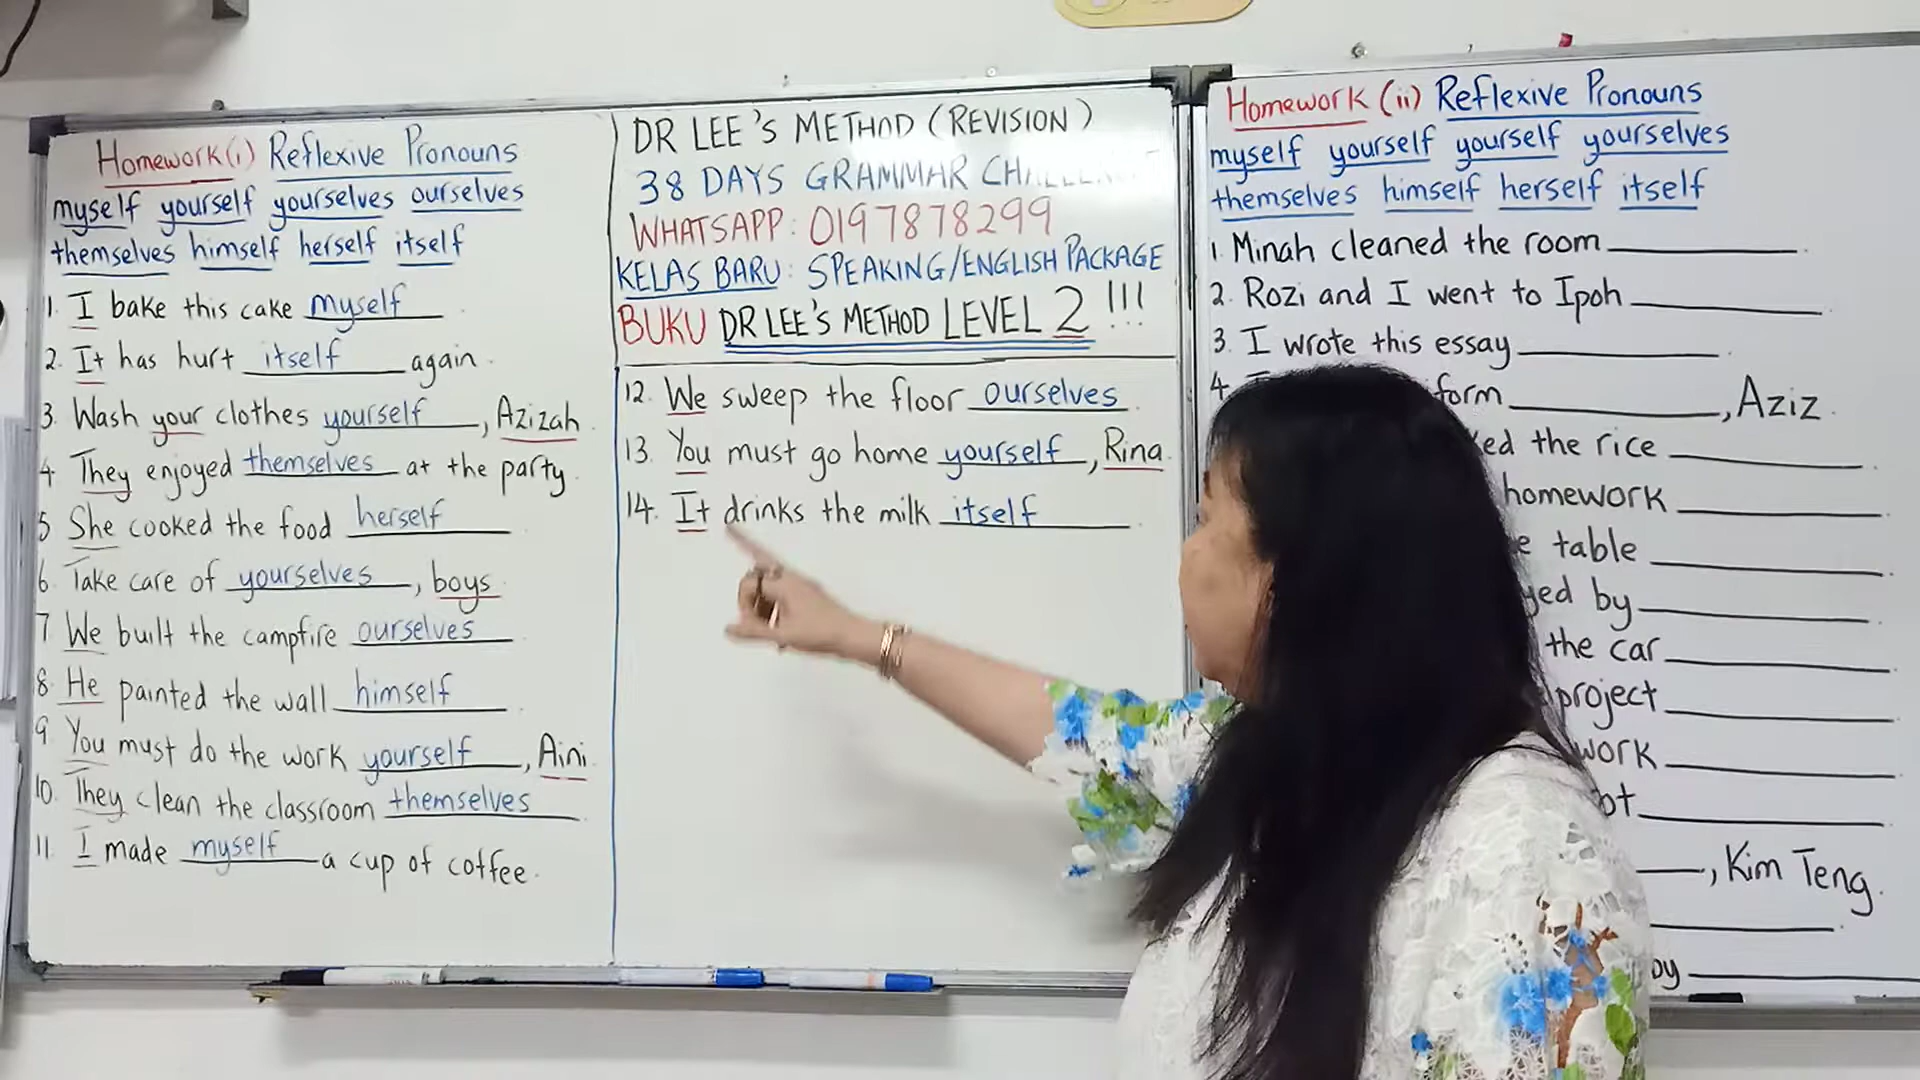 Homework(i) Reflexive Pronouns
myself yourself yourselves ourselves
themselves himself herself itself
1. I bake this cake myself.
2. It has hurt itself again.
3. Wash your clothes yourself, Azizah.
4. They enjoyed themselves at the party.
5 She cooked the food herself.
6. Take care of yourselves, boys.
7 We built the campfire ourselves.
8. He painted the wall himself.
9. You must do the work yourself, Aini.
10. They clean the classroom themselves.
11. I made myself a cup of coffee.
DR LEE'S METHOD (REVISION)
38 DAYS GRAMMAR
WHATSAPP: 0197878299
KELAS BARU: SPEAKING/ENGLISH PACKAGE
BUKU DR LEE'S METHOD LEVEL 2 !!!
12. We sweep the floor ourselves.
13. You must go home yourself, Rina.
14. It drinks the milk itself.
Homework (ii) Reflexive Pronouns
myself yourself yourself yourselves
themselves himself herself itself
1. Minah cleaned the room.
2. Rozi and I went to Ipoh.
3. I wrote this essay.
4. form, Aziz.
the rice.
homework.
table.
by.
the car.
project.
work.
, Kim Teng.
by